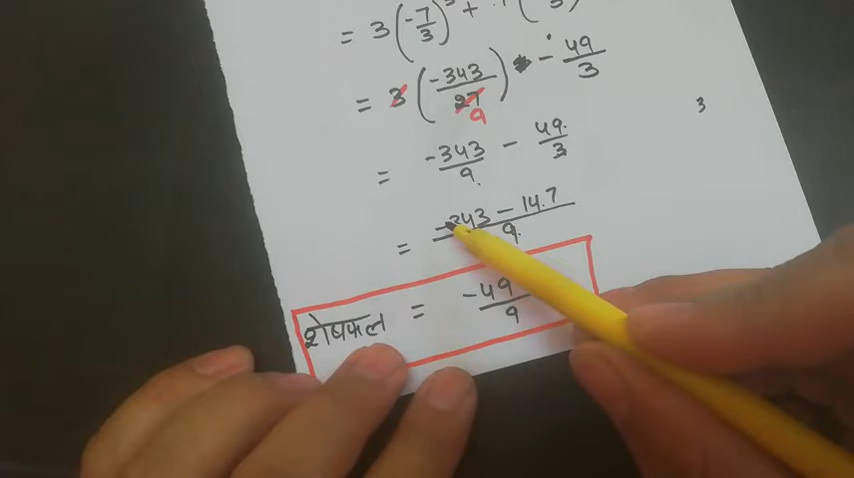 = 3(-7/3)³ +
= 3(-343/27) - 49/3
9
3
= -343/9 - 49/3
= -343 - 147/9
शेषफल = -49/9